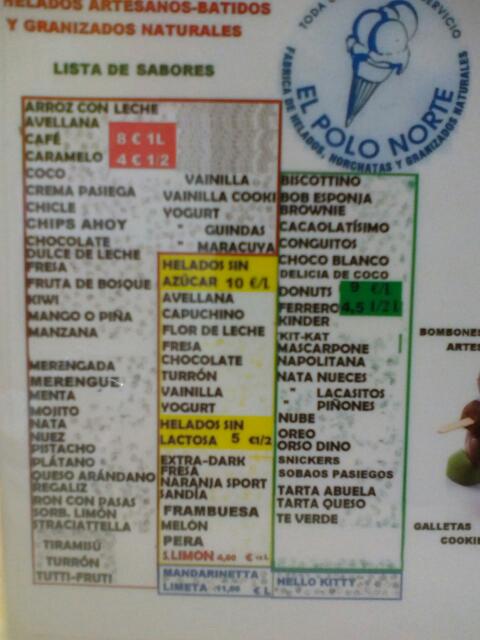 HELADOS ARTESANOS-BATIDOS
Y GRANIZADOS NATURALES
LISTA DE SABORES
TODA
SERVICIO
EL POLO NORTE
FABRICA DE HELADOS, HORCHATAS Y GRANIZADOS NATURALES
ARROZ CON LECHE
AVELLANA
CAFÉ
CARAMELO
8 € 1L
4 € 1/2
COCO
CREMA PASIEGA
CHICLE
CHIPS AHOY
CHOCOLATE
DULCE DE LECHE
FRESA
FRUTA DE BOSQUE
KIWI
MANGO O PIÑA
MANZANA
MERENGADA
MERENGUE
MENTA
MOJITO
NATA
NUEZ
PISTACHO
PLÁTANO
QUESO ARÁNDANO
REGALIZ
RON CON PASAS
SORB. LIMÓN
STRACIATTELLA
TIRAMISÚ
TURRÓN
TUTTI-FRUTI
VAINILLA
VAINILLA COOKI
YOGURT
" GUINDAS
" MARACUYA
HELADOS SIN
AZÚCAR 10 €/L
AVELLANA
CAPUCHINO
FLOR DE LECHE
FRESA
CHOCOLATE
TURRÓN
VAINILLA
YOGURT
HELADOS SIN
LACTOSA 5 €1/2
EXTRA-DARK
FRESA
NARANJA SPORT
SANDÍA
FRAMBUESA
MELÓN
PERA
S.LIMON
MANDARINETTA
LIMETA
BISCOTTINO
BOB ESPONJA
BROWNIE
CACAOLATÍSIMO
CONGUITOS
CHOCO BLANCO
DELICIA DE COCO
DONUTS 9 €/L
FERRERO 4,5 1/2 l
KINDER
KIT-KAT
MASCARPONE
NAPOLITANA
NATA NUECES
" LACASITOS
" PIÑONES
NUBE
OREO
ORSO DINO
SNICKERS
SOBAOS PASIEGOS
TARTA ABUELA
TARTA QUESO
TE VERDE
HELLO KITTY
BOMBONE
ARTES
GALLETAS
COOKI